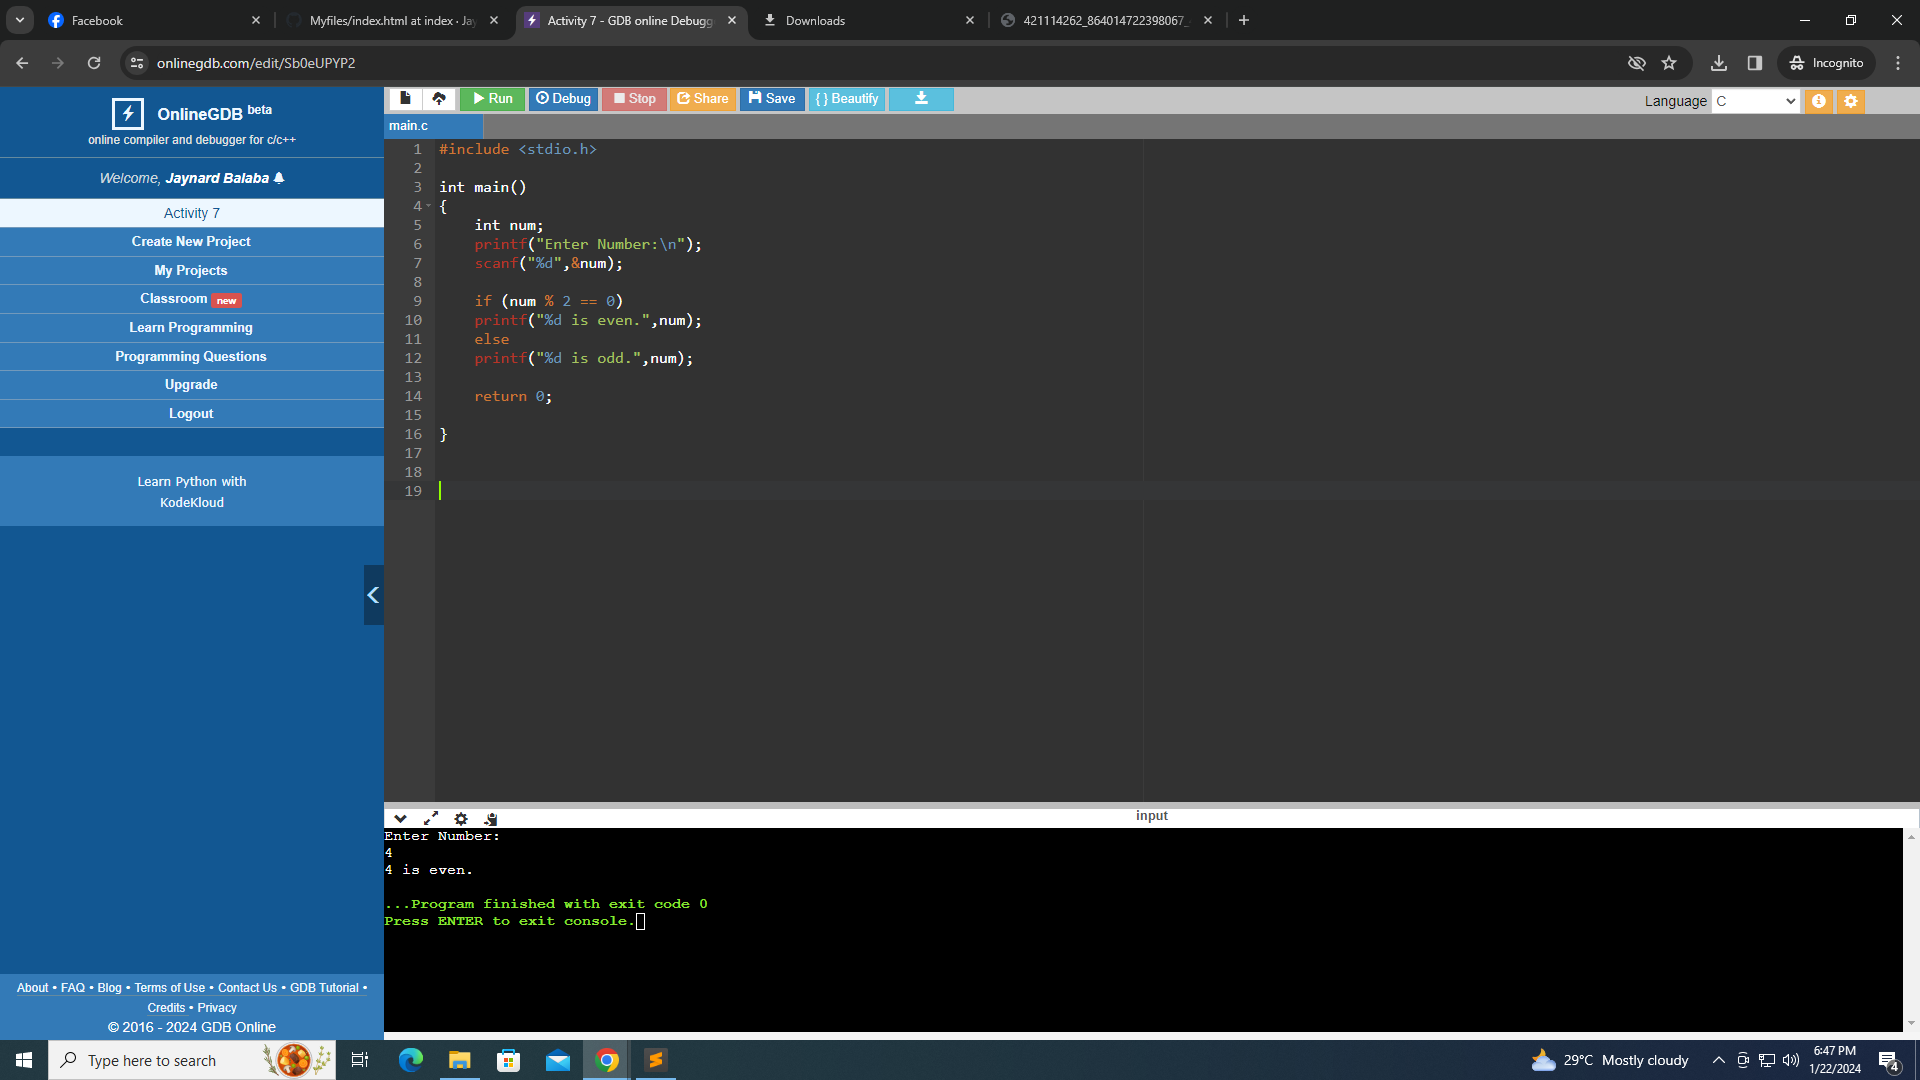 Facebook
Myfiles/index.html at index · Jay
Activity 7 - GDB online Debugg
Downloads
421114262_864014722398067_
onlinegdb.com/edit/Sb0eUPYP2
Incognito
OnlineGDB beta
online compiler and debugger for c/c++
Welcome, Jaynard Balaba
Activity 7
Create New Project
My Projects
Classroom new
Learn Programming
Programming Questions
Upgrade
Logout
Learn Python with
KodeKloud
About • FAQ • Blog • Terms of Use • Contact Us • GDB Tutorial •
Credits • Privacy
© 2016 - 2024 GDB Online
Run
Debug
Stop
Share
Save
{ } Beautify
Language C
main.c
1 #include <stdio.h>
2
3 int main()
4 {
5 int num;
6 printf("Enter Number:\n");
7 scanf("%d",&num);
8
9 if (num % 2 == 0)
10 printf("%d is even.",num);
11 else
12 printf("%d is odd.",num);
13
14 return 0;
15
16 }
17
18
19
input
Enter Number:
4
4 is even.
...Program finished with exit code 0
Press ENTER to exit console.
Type here to search
29°C Mostly cloudy
6:47 PM
1/22/2024
4